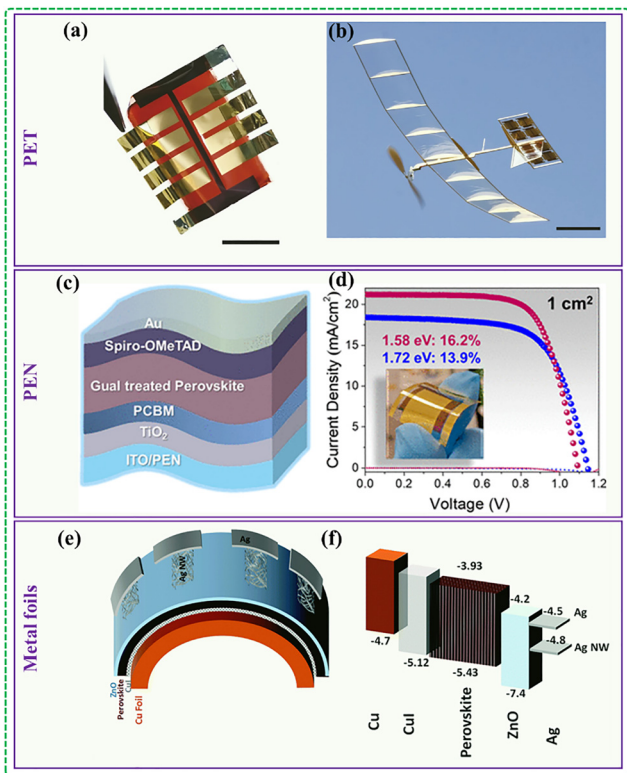 PET
(a)
(b)
PEN
(c)
Au
Spiro-OMeTAD
Gual treated Perovskite
PCBM
TiO2
ITO/PEN
(d)
1 cm²
1.58 eV: 16.2%
1.72 eV: 13.9%
Current Density (mA/cm²)
20
15
10
5
0
0.0 0.2 0.4 0.6 0.8 1.0 1.2
Voltage (V)
Metal foils
(e)
Ag
Ag NW
ZnO
Perovskite
CuI
Cu Foil
(f)
-3.93
-4.2
-4.5
Ag
-4.7
-4.8
Ag NW
-5.12
-5.43
-7.4
Cu
CuI
Perovskite
ZnO
Ag